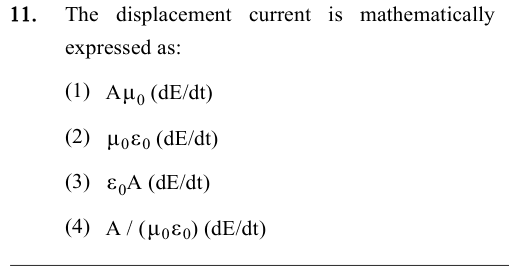 11. The displacement current is mathematically
expressed as:
(1) Aμ₀ (dE/dt)
(2) μ₀ε₀ (dE/dt)
(3) ε₀A (dE/dt)
(4) A / (μ₀ε₀) (dE/dt)